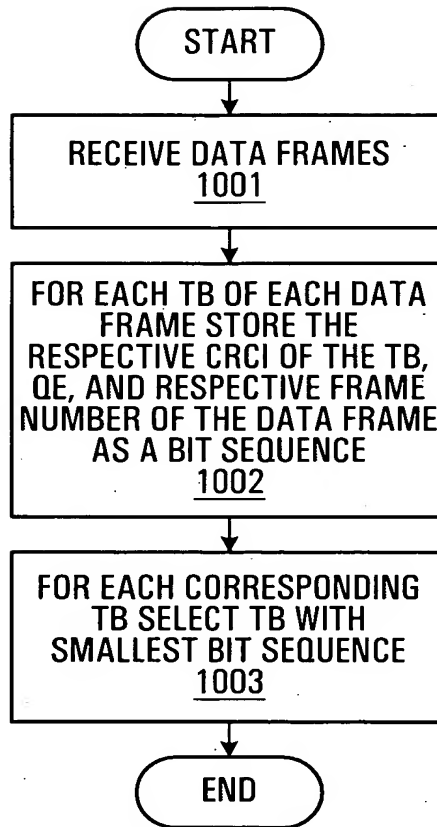 START
RECEIVE DATA FRAMES
1001
FOR EACH TB OF EACH DATA
FRAME STORE THE
RESPECTIVE CRCI OF THE TB,
QE, AND RESPECTIVE FRAME
NUMBER OF THE DATA FRAME
AS A BIT SEQUENCE
1002
FOR EACH CORRESPONDING
TB SELECT TB WITH
SMALLEST BIT SEQUENCE
1003
END